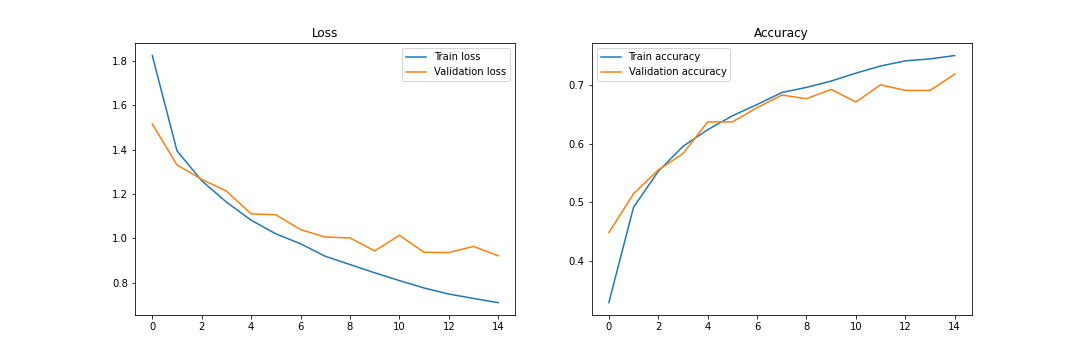 Loss
Train loss
Validation loss
1.8
1.6
1.4
1.2
1.0
0.8
0 2 4 6 8 10 12 14
Accuracy
Train accuracy
Validation accuracy
0.7
0.6
0.5
0.4
0 2 4 6 8 10 12 14